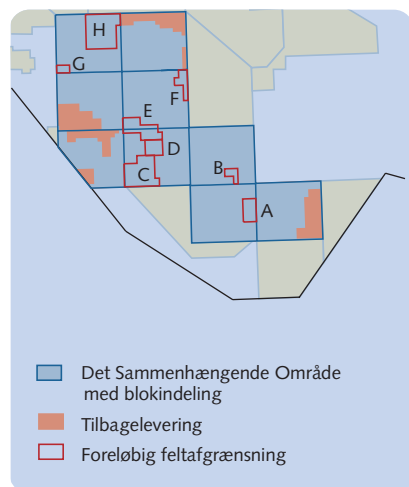 H
G
F
E
D
C
B
A
Det Sammenhængende Område
med blokindeling
Tilbagelevering
Foreløbig feltafgrænsning